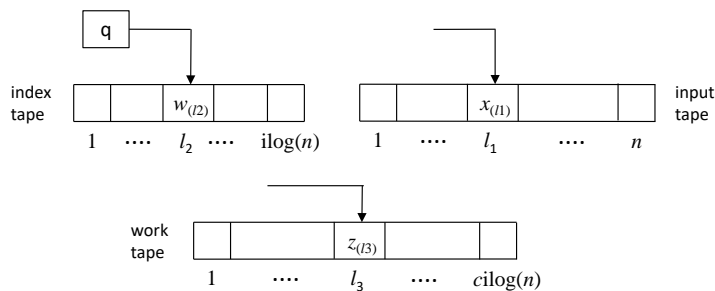 q
index tape
w(l2)
x(l1)
input tape
1 .... l2 .... ilog(n)
1 .... l1 .... n
work tape
z(l3)
1 .... l3 .... cilog(n)